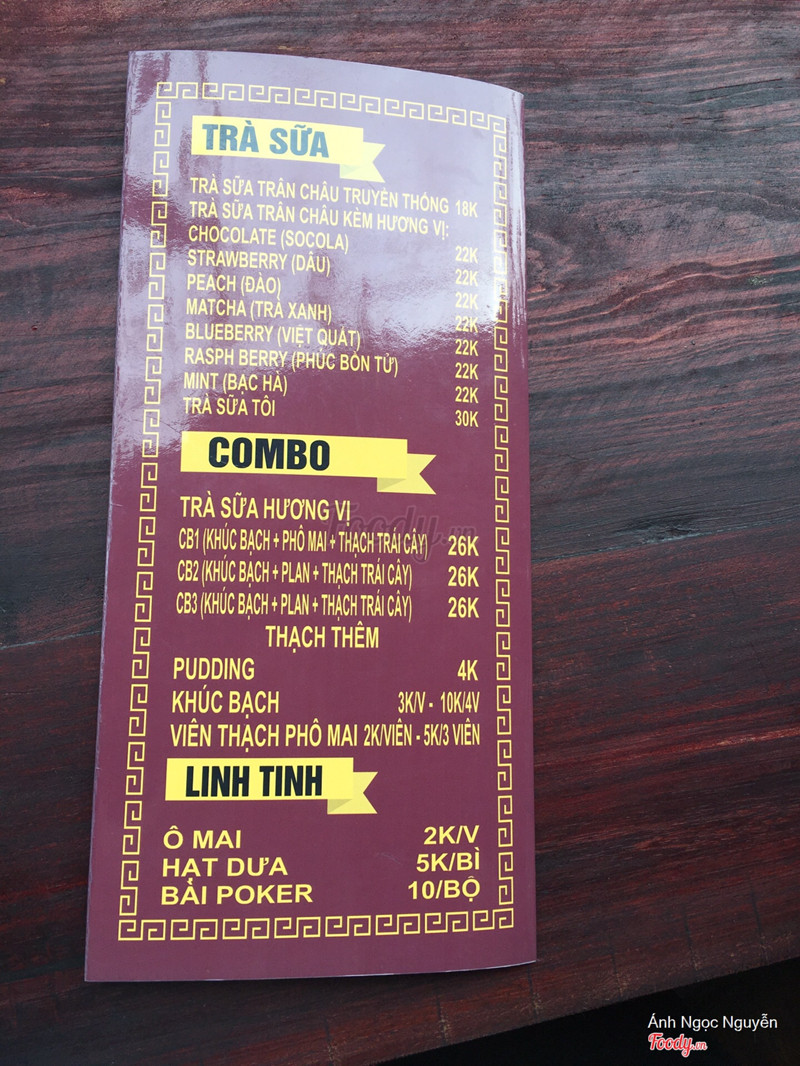 TRÀ SỮA
TRÀ SỮA TRÂN CHÂU TRUYỀN THỐNG 18K
TRÀ SỮA TRÂN CHÂU KÈM HƯƠNG VỊ:
CHOCOLATE (SOCOLA) 22K
STRAWBERRY (DÂU) 22K
PEACH (ĐÀO) 22K
MATCHA (TRÀ XANH) 22K
BLUEBERRY (VIỆT QUẤT) 22K
RASPH BERRY (PHÚC BỒN TỬ) 22K
MINT (BẠC HÀ) 22K
TRÀ SỮA TÔI 30K
COMBO
TRÀ SỮA HƯƠNG VỊ
CB1 (KHÚC BẠCH + PHÔ MAI + THẠCH TRÁI CÂY) 26K
CB2 (KHÚC BẠCH + PLAN + THẠCH TRÁI CÂY) 26K
CB3 (KHÚC BẠCH + PLAN + THẠCH TRÁI CÂY) 26K
THẠCH THÊM
PUDDING 4K
KHÚC BẠCH 3K/V - 10K/4V
VIÊN THẠCH PHÔ MAI 2K/VIÊN - 5K/3 VIÊN
LINH TINH
Ô MAI 2K/V
HẠT DƯA 5K/BÌ
BÀI POKER 10/BỘ
Foody.vn
Ánh Ngọc Nguyễn
Foody.vn